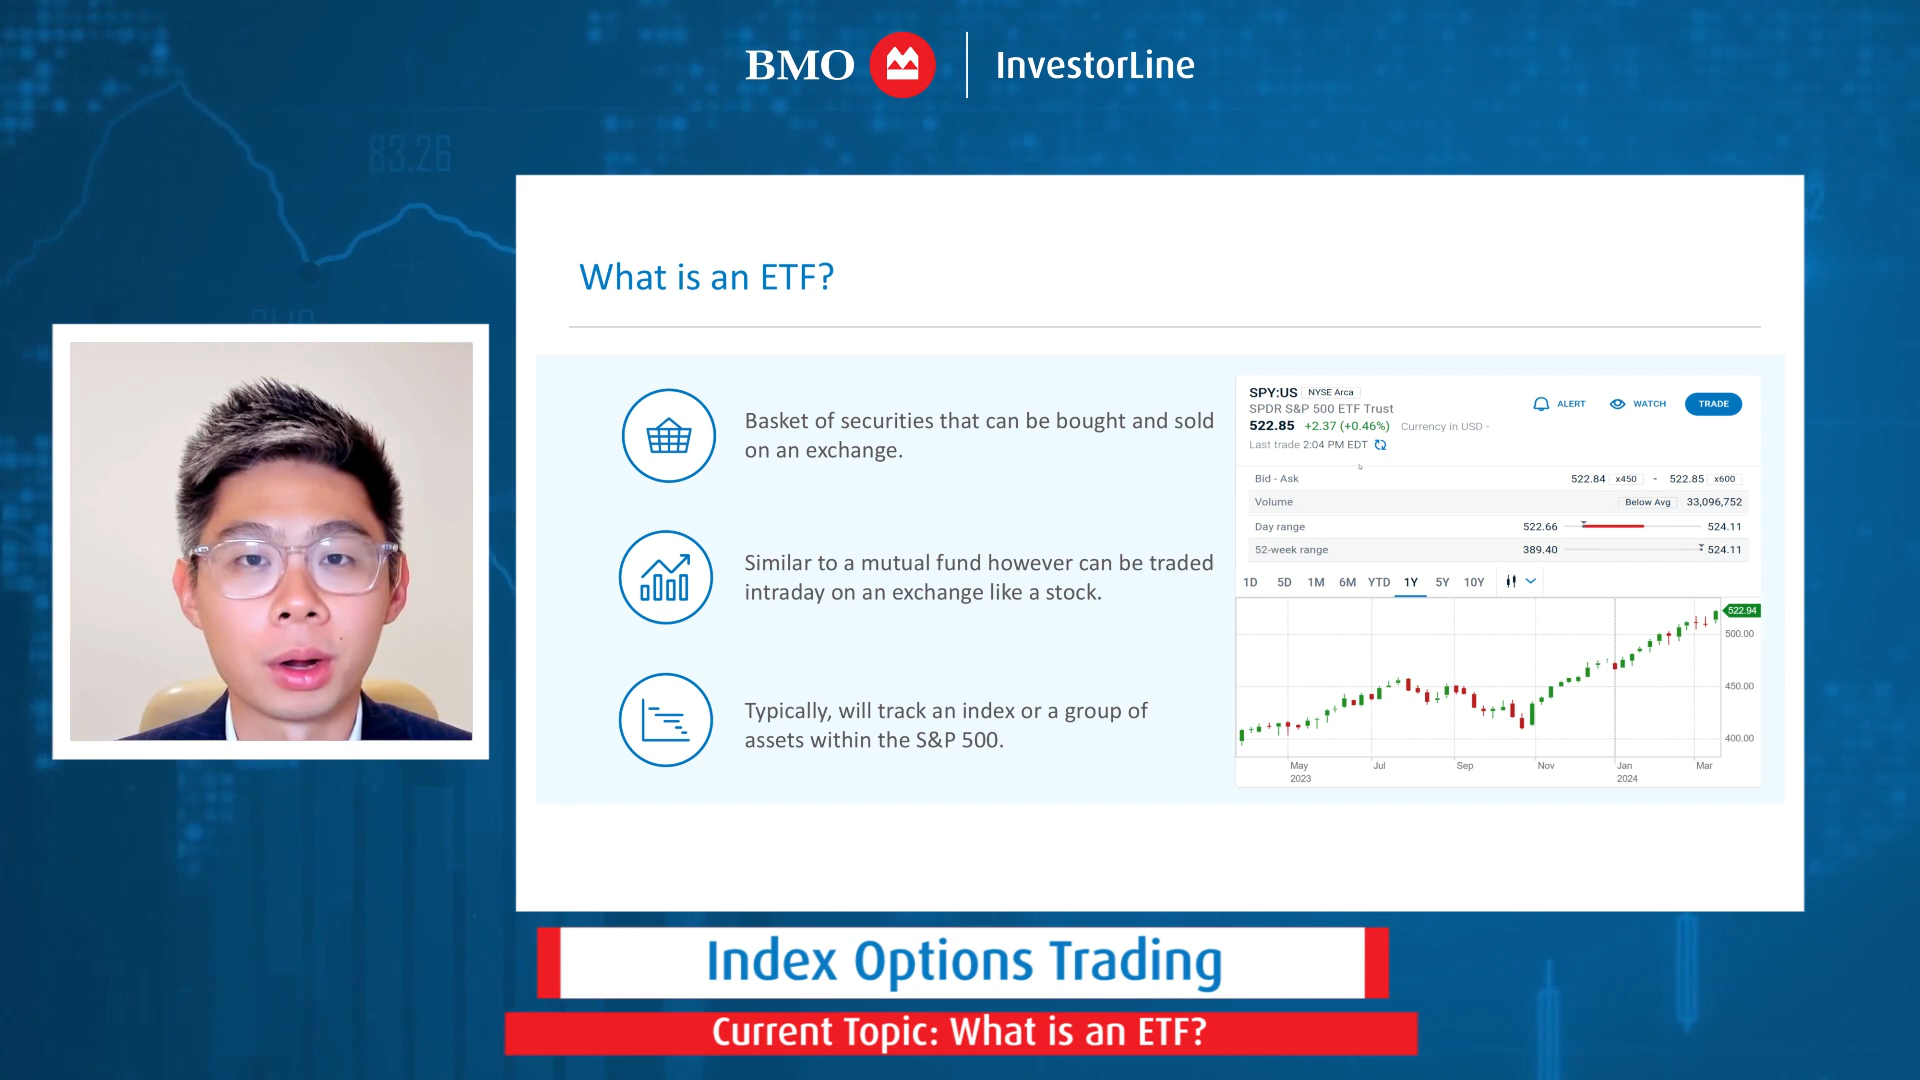 BMO InvestorLine
83.26
What is an ETF?
Basket of securities that can be bought and sold
on an exchange.
Similar to a mutual fund however can be traded
intraday on an exchange like a stock.
Typically, will track an index or a group of
assets within the S&P 500.
SPY:US NYSE Arca
SPDR S&P 500 ETF Trust
522.85 +2.37 (+0.46%) Currency in USD
Last trade 2:04 PM EDT
ALERT WATCH TRADE
Bid - Ask 522.84 x450 - 522.85 x600
Volume Below Avg 33,096,752
Day range 522.66 524.11
52-week range 389.40 524.11
1D 5D 1M 6M YTD 1Y 5Y 10Y
522.94
500.00
450.00
400.00
May Jul Sep Nov Jan Mar
2023 2024
Index Options Trading
Current Topic: What is an ETF?